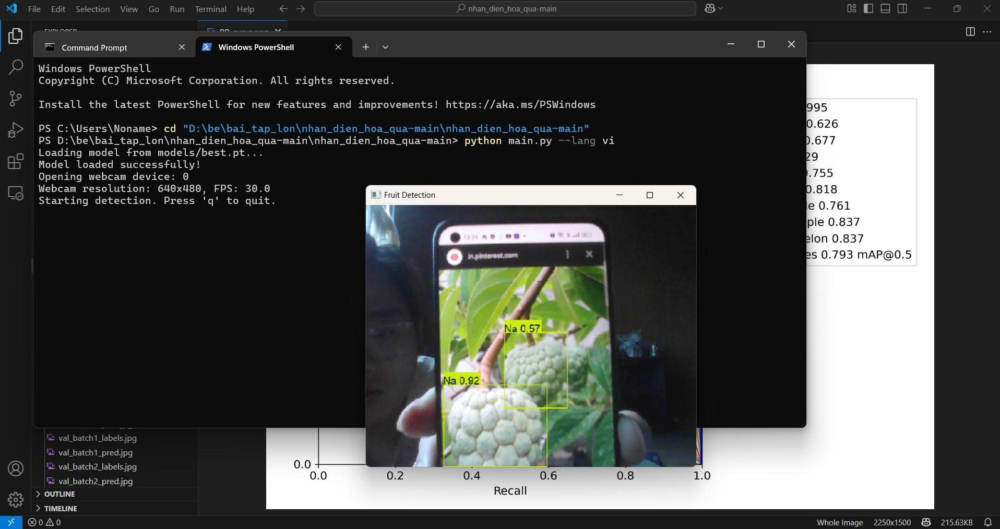 File Edit Selection View Go Run Terminal Help
nhan_dien_hoa_qua-main
Command Prompt
Windows PowerShell
Windows PowerShell
Copyright (C) Microsoft Corporation. All rights reserved.
Install the latest PowerShell for new features and improvements! https://aka.ms/PSWindows
PS C:\Users\Noname> cd "D:\be\bai_tap_lon\nhan_dien_hoa_qua-main\nhan_dien_hoa_qua-main"
PS D:\be\bai_tap_lon\nhan_dien_hoa_qua-main\nhan_dien_hoa_qua-main> python main.py --lang vi
Loading model from models/best.pt...
Model loaded successfully!
Opening webcam device: 0
Webcam resolution: 640x480, FPS: 30.0
Starting detection. Press 'q' to quit.
Fruit Detection
13:21
in.pinterest.com
Na 0.57
Na 0.92
995
0.626
0.677
29
0.755
0.818
le 0.761
ple 0.837
elon 0.837
es 0.793 mAP@0.5
val_batch1_labels.jpg
val_batch1_pred.jpg
val_batch2_labels.jpg
val_batch2_pred.jpg
OUTLINE
TIMELINE
0.0
0.0 0.2 0.4 0.6 0.8 1.0
Recall
0 0
Whole Image 2250x1500 215.63KB